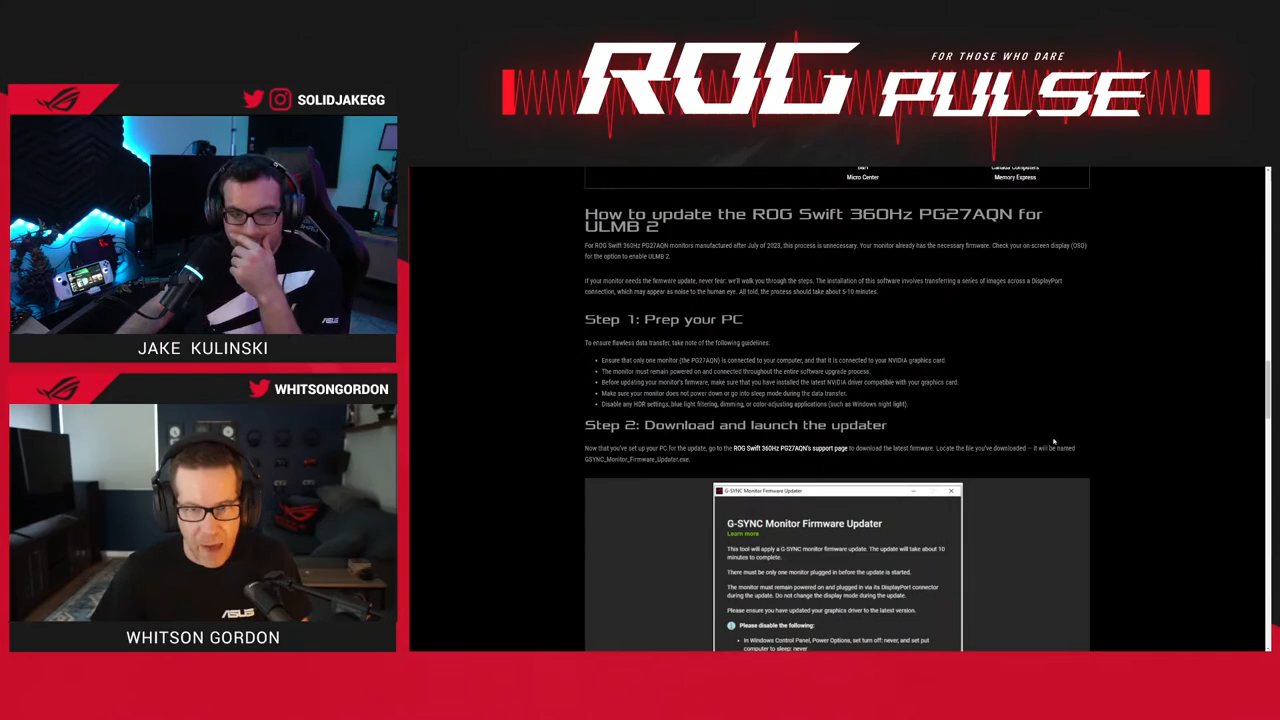 FOR THOSE WHO DARE
ROG PULSE
SOLIDJAKEGG
ASUS
JAKE KULINSKI
WHITSONGORDON
ASUS
WHITSON GORDON
B&H
Canada Computers
Micro Center
Memory Express
How to update the ROG Swift 360Hz PG27AQN for
ULMB 2
For ROG Swift 360Hz PG27AQN monitors manufactured after July of 2023, this process is unnecessary. Your monitor already has the necessary firmware. Check your on-screen display (OSD)
for the option to enable ULMB 2.
If your monitor needs the firmware update, never fear: we'll walk you through the steps. The installation of this software involves transferring a series of images across a DisplayPort
connection, which may appear as noise to the human eye. All told, the process should take about 5-10 minutes.
Step 1: Prep your PC
To ensure flawless data transfer, take note of the following guidelines:
• Ensure that only one monitor (the PG27AQN) is connected to your computer, and that it is connected to your NVIDIA graphics card.
• The monitor must remain powered on and connected throughout the entire software upgrade process.
• Before updating your monitor's firmware, make sure that you have installed the latest NVIDIA driver compatible with your graphics card.
• Make sure your monitor does not power down or go into sleep mode during the data transfer.
• Disable any HDR settings, blue light filtering, dimming, or color-adjusting applications (such as Windows night light).
Step 2: Download and launch the updater
Now that you've set up your PC for the update, go to the ROG Swift 360Hz PG27AQN's support page to download the latest firmware. Locate the file you've downloaded -- it will be named
GSYNC_Monitor_Firmware_Updater.exe.
G-SYNC Monitor Firmware Updater
G-SYNC Monitor Firmware Updater
Learn more
This tool will apply a G-SYNC monitor firmware update. The update will take about 10
minutes to complete.
There must be only one monitor plugged in before the update is started.
The monitor must remain powered on and plugged in via its DisplayPort connector
during the update. Do not change the display mode during the update.
Please ensure you have updated your graphics driver to the latest version.
Please disable the following:
• In Windows Control Panel, Power Options, set turn off: never, and set put
computer to sleep: never